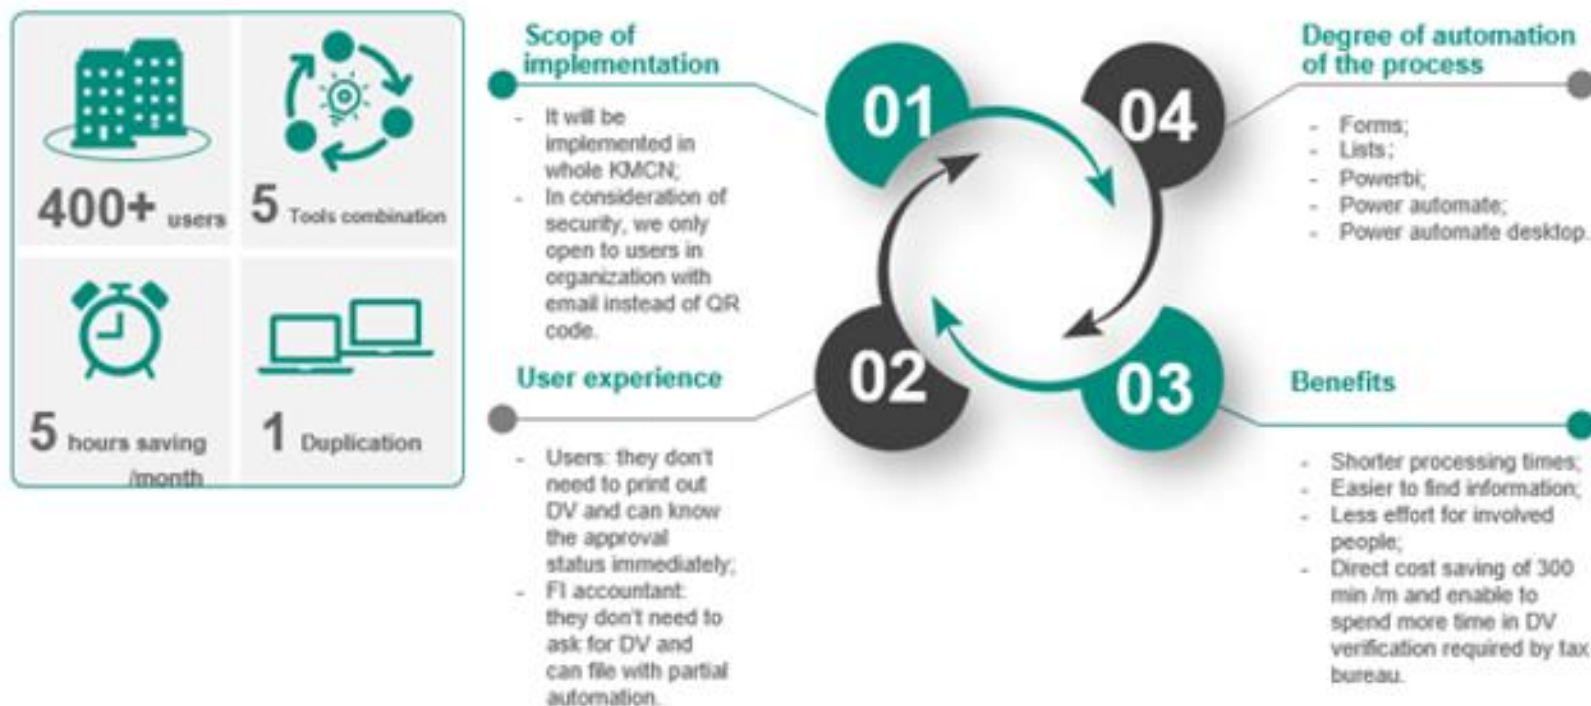 400+ users
5 Tools combination
5 hours saving
/month
1 Duplication
Scope of
implementation
- It will be
implemented in
whole KMCN;
- In consideration of
security, we only
open to users in
organization with
email instead of QR
code.
User experience
- Users: they don't
need to print out
DV and can know
the approval
status immediately;
- FI accountant:
they don't need to
ask for DV and
can file with partial
automation.
01
04
02
03
Degree of automation
of the process
- Forms;
- Lists;
- Powerbi;
- Power automate;
- Power automate desktop.
Benefits
- Shorter processing times;
- Easier to find information;
- Less effort for involved
people;
- Direct cost saving of 300
min /m and enable to
spend more time in DV
verification required by tax
bureau.